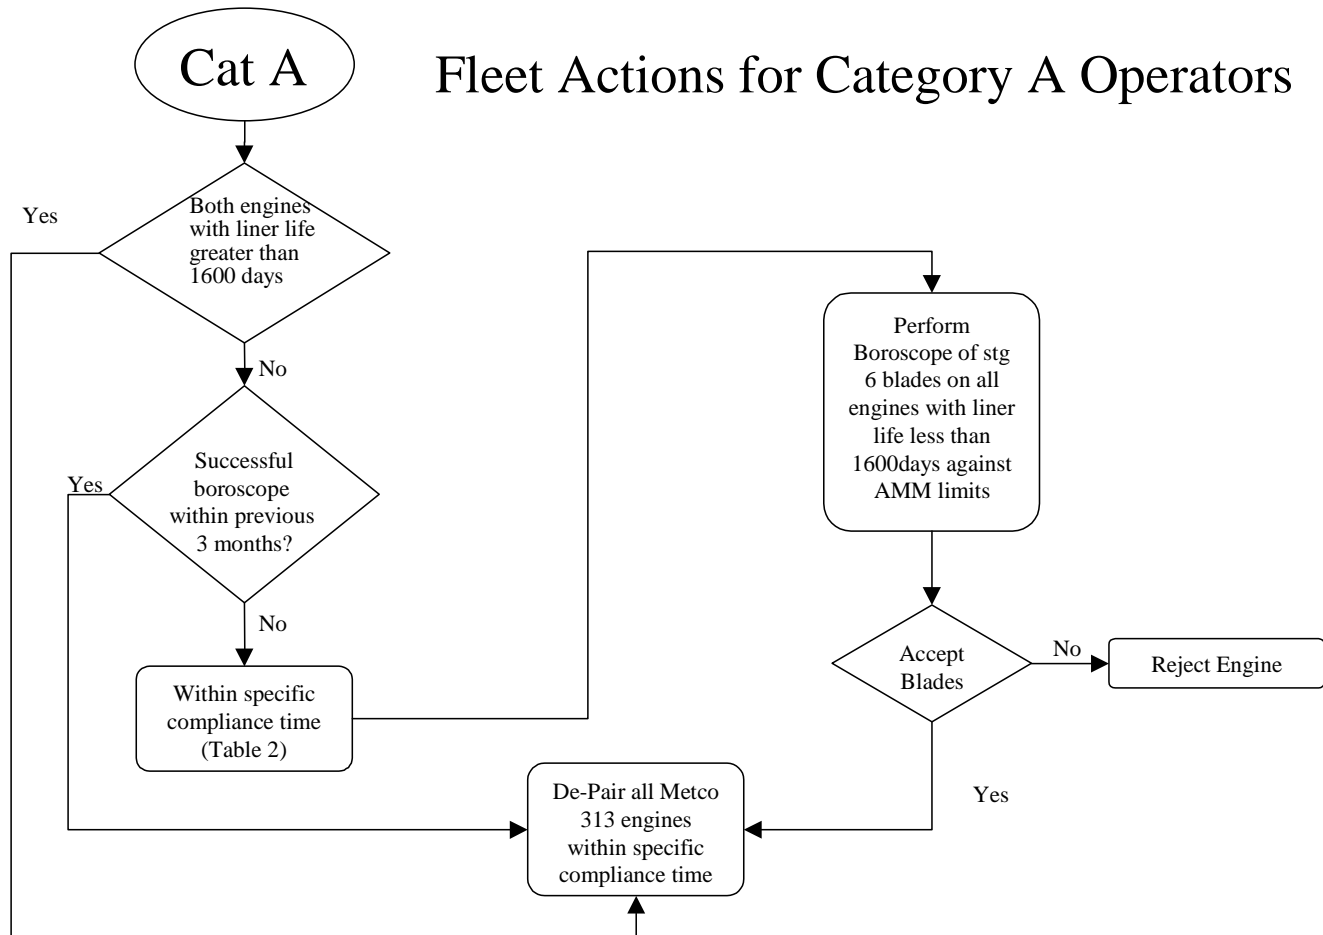 Cat A
Fleet Actions for Category A Operators
Yes
Both engines
with liner life
greater than
1600 days
No
Yes
Successful
boroscope
within previous
3 months?
No
Within specific
compliance time
(Table 2)
Perform
Boroscope of stg
6 blades on all
engines with liner
life less than
1600days against
AMM limits
Accept
Blades
No
Reject Engine
Yes
De-Pair all Metco
313 engines
within specific
compliance time